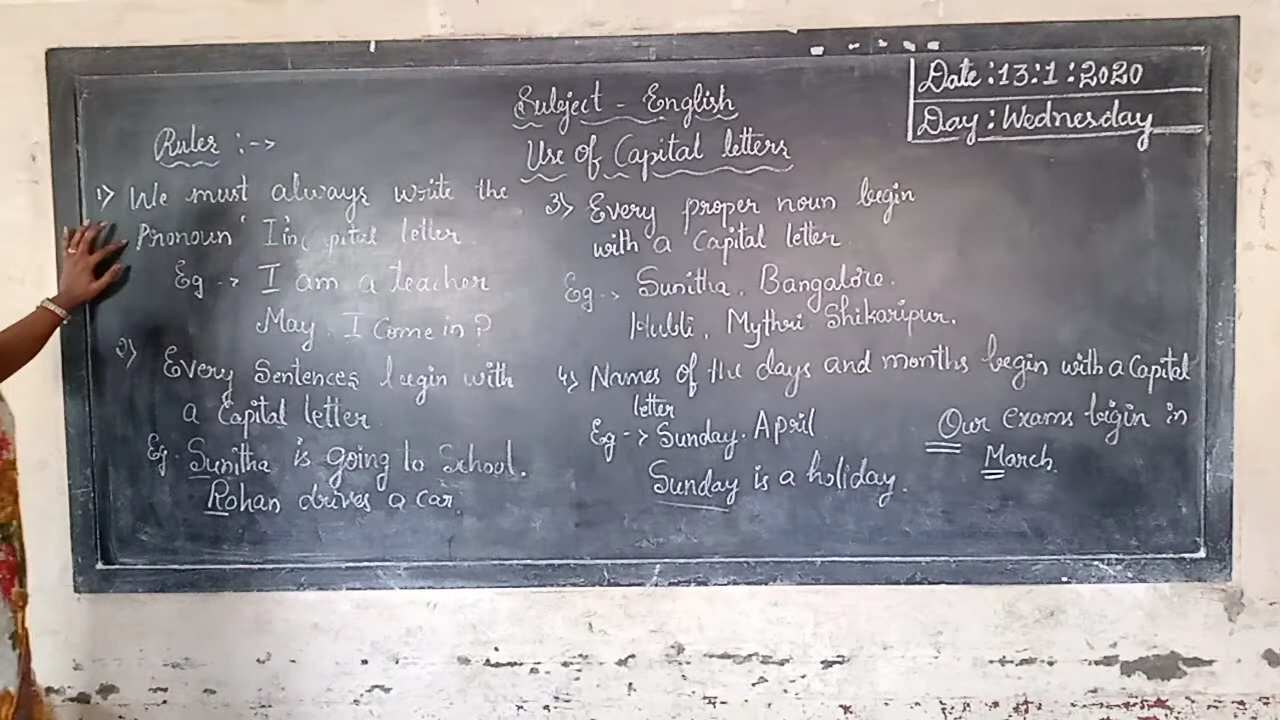 Subject - English
Date : 13 : 1 : 2020
Day : Wednesday
Use of Capital letters
Rules :->
1) We must always write the
Pronoun 'I' in pital letter
Eg -> I am a teacher
May I Come in?
2) Every Sentences begin with
a Capital letter
Eg. Sunitha is going to School.
Rohan drives a car.
3) Every proper noun begin
with a Capital letter
Eg -> Sunitha, Bangalore.
Hubli, Mythri Shikaripur.
4) Names of the days and months begin with a Capital
letter
Eg -> Sunday. April
Sunday is a holiday.
Our exams begin in
March.